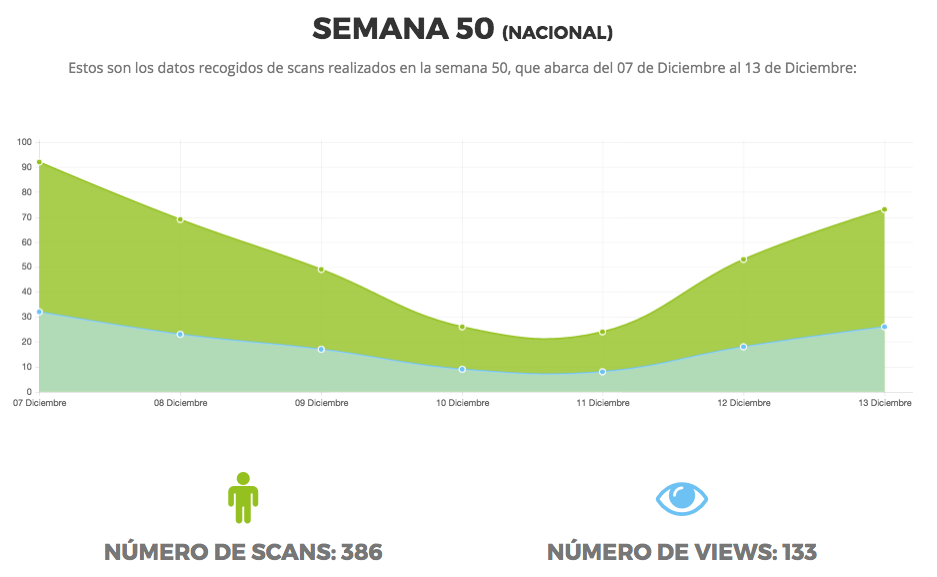 SEMANA 50 (NACIONAL)
Estos son los datos recogidos de scans realizados en la semana 50, que abarca del 07 de Diciembre al 13 de Diciembre:
100
90
80
70
60
50
40
30
20
10
0
07 Diciembre 08 Diciembre 09 Diciembre 10 Diciembre 11 Diciembre 12 Diciembre 13 Diciembre
NÚMERO DE SCANS: 386
NÚMERO DE VIEWS: 133